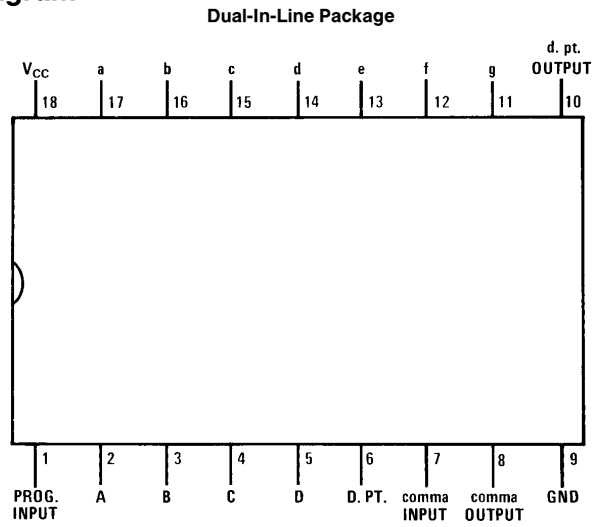 Dual-In-Line Package
d. pt.
VCC a b c d e f g OUTPUT
18 17 16 15 14 13 12 11 10
1 2 3 4 5 6 7 8 9
PROG. A B C D D. PT. comma comma GND
INPUT INPUT OUTPUT